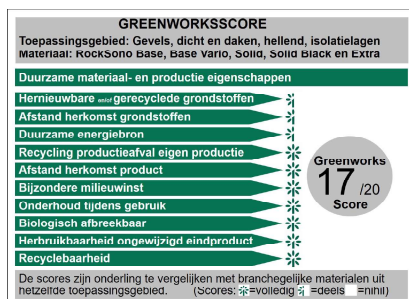 GREENWORKSSCORE
Toepassingsgebied: Gevels, dicht en daken, hellend, isolatielagen
Materiaal: RockSono Base, Base Vario, Solid, Solid Black en Extra
Duurzame materiaal- en productie eigenschappen
Hernieuwbare en/of gerecyclede grondstoffen
Afstand herkomst grondstoffen
Duurzame energiebron
Recycling productieafval eigen productie
Afstand herkomst product
Bijzondere milieuwinst
Onderhoud tijdens gebruik
Biologisch afbreekbaar
Herbruikbaarheid ongewijzigd eindproduct
Recyclebaarheid
Greenworks
17 /20
Score
De scores zijn onderling te vergelijken met branchegelijke materialen uit
hetzelfde toepassingsgebied. (Scores: =volledig =deels =nihil)